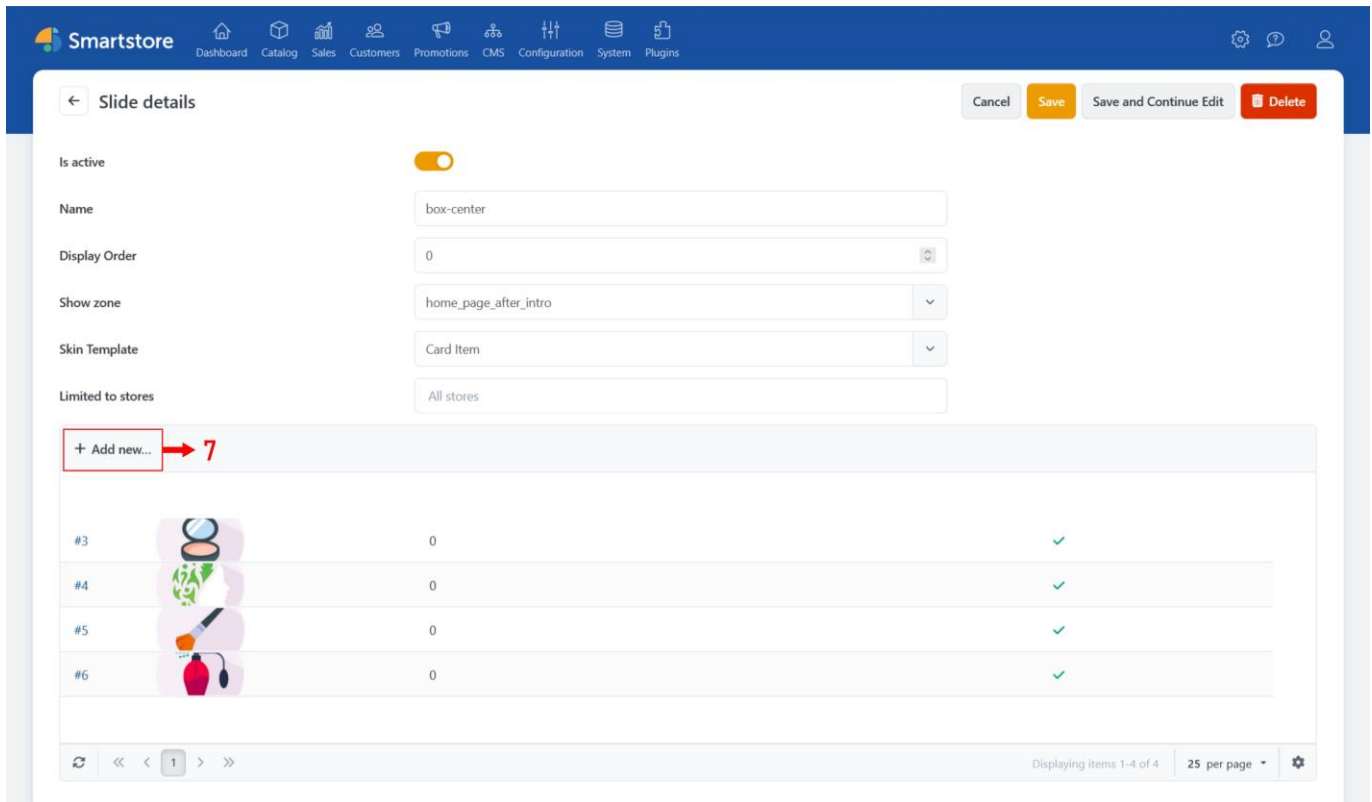 Smartstore
Dashboard Catalog Sales Customers Promotions CMS Configuration System Plugins
Slide details
Cancel Save Save and Continue Edit Delete
Is active
Name box-center
Display Order 0
Show zone home_page_after_intro
Skin Template Card Item
Limited to stores All stores
+ Add new... 7
#3 0
#4 0
#5 0
#6 0
1 Displaying items 1-4 of 4 25 per page